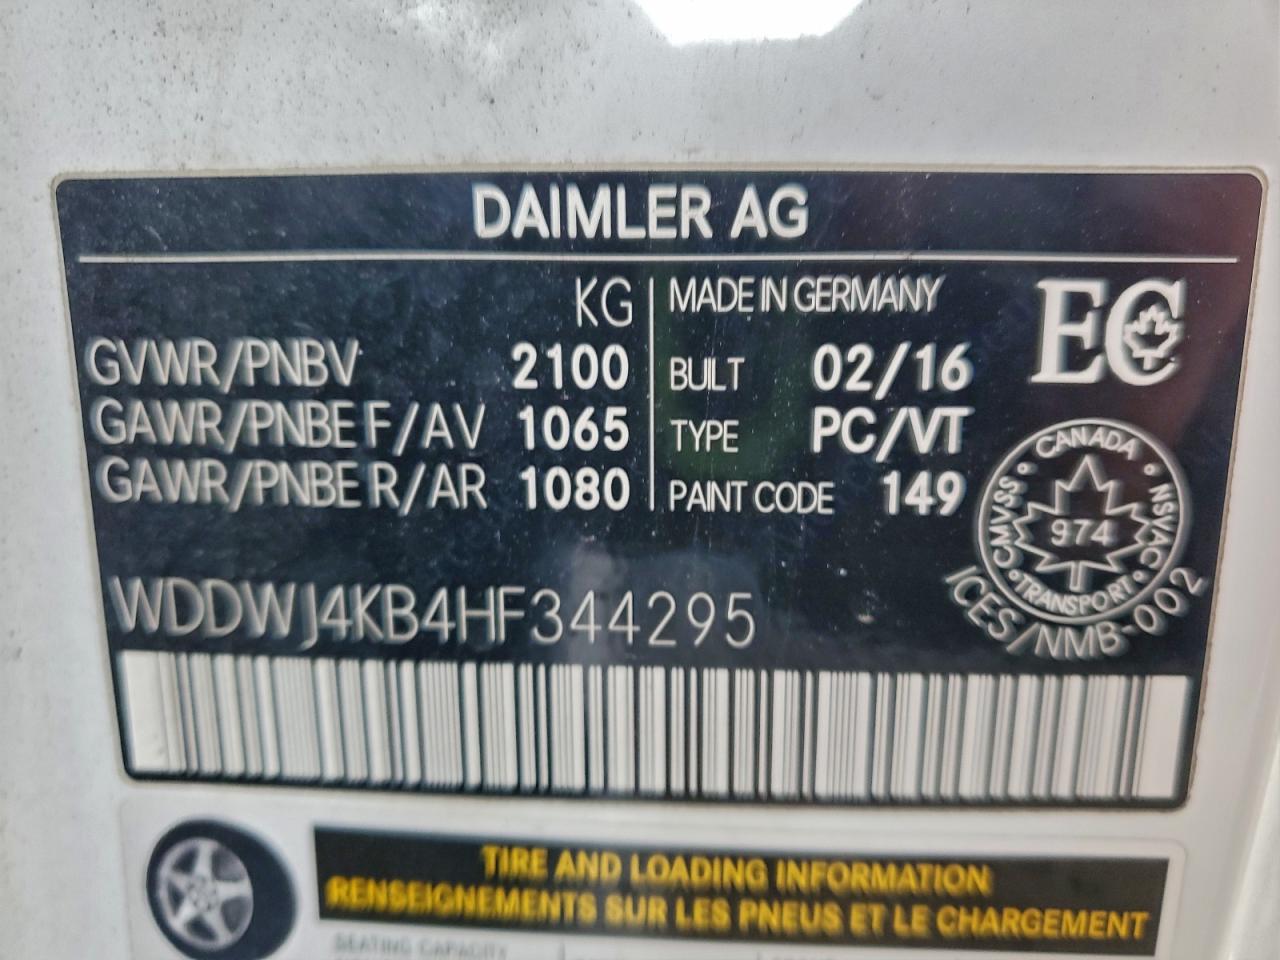 DAIMLER AG
KG
GVWR/PNBV 2100
GAWR/PNBE F/AV 1065
GAWR/PNBE R/AR 1080
MADE IN GERMANY
BUILT 02/16
TYPE PC/VT
PAINT CODE 149
EC
CANADA
CMVSS NSVAC
974
TRANSPORT
ICES/NMB-002
WDDWJ4KB4HF344295
TIRE AND LOADING INFORMATION
RENSEIGNEMENTS SUR LES PNEUS ET LE CHARGEMENT
SEATING CAPACITY